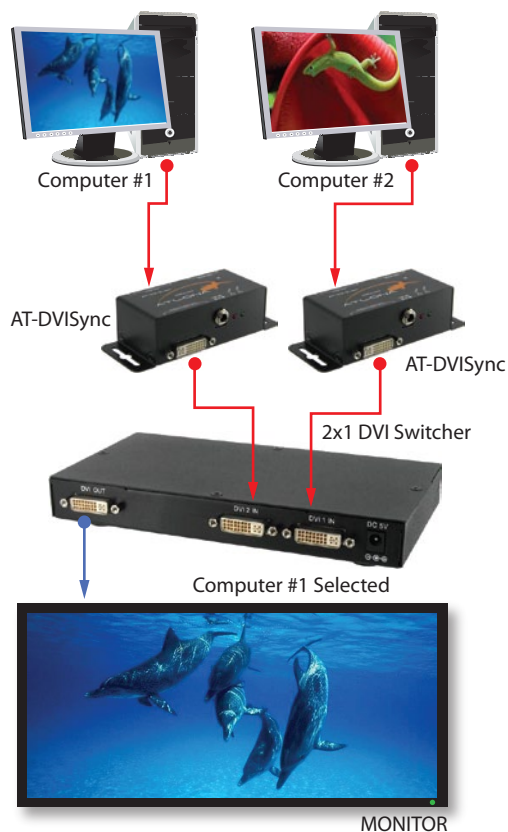 Computer #1
Computer #2
AT-DVISync
AT-DVISync
2x1 DVI Switcher
DVI OUT
DVI 2 IN
DVI 1 IN
DC 5V
Computer #1 Selected
MONITOR